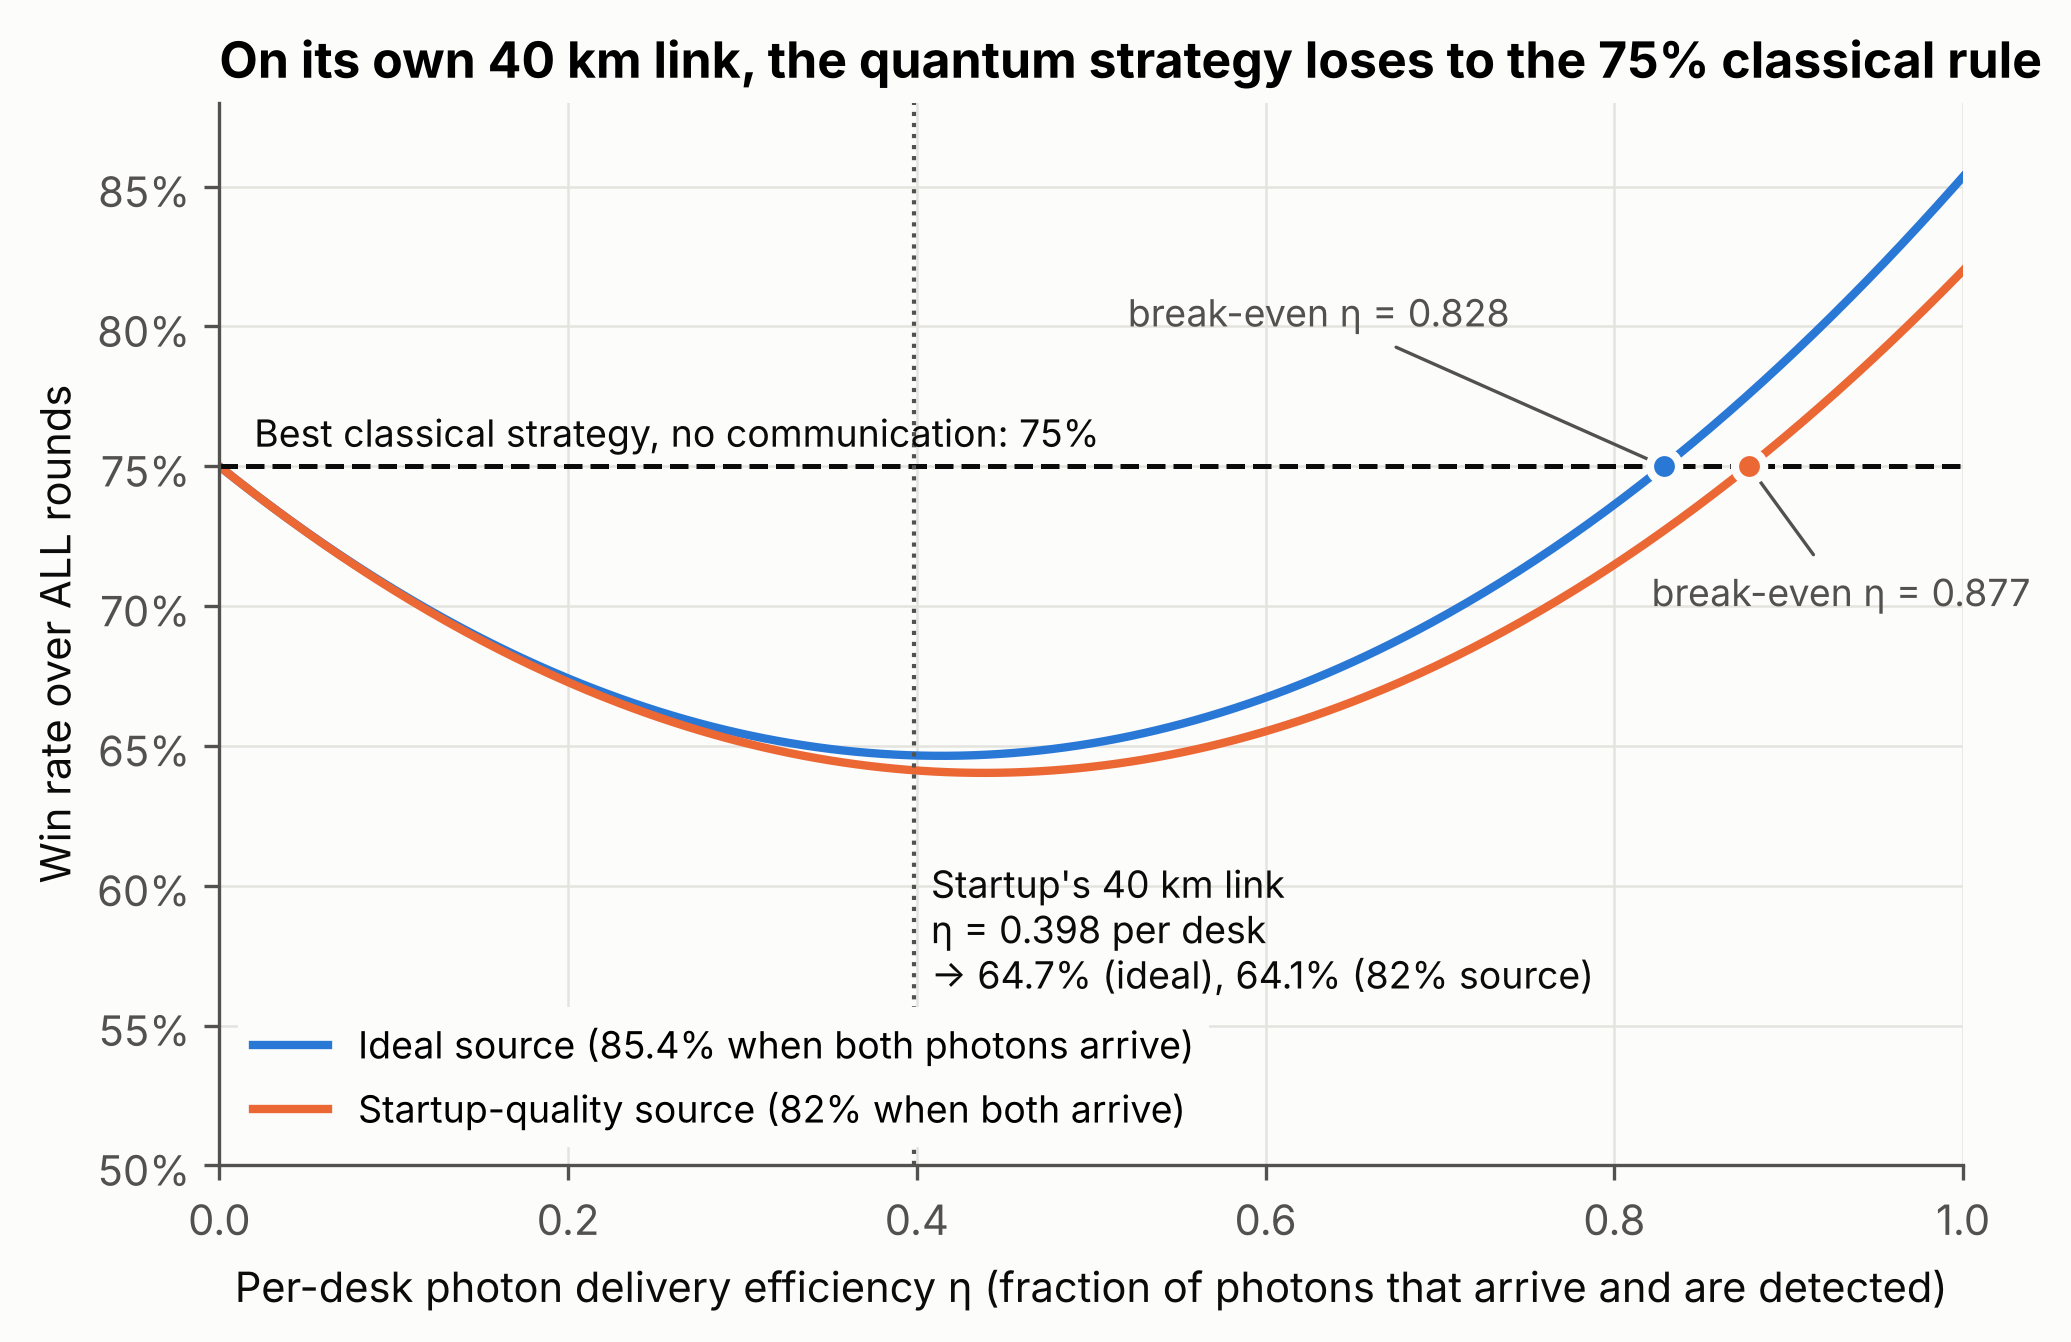 On its own 40 km link, the quantum strategy loses to the 75% classical rule
85%
80%
75%
70%
65%
60%
55%
50%
Win rate over ALL rounds
break-even η = 0.828
Best classical strategy, no communication: 75%
break-even η = 0.877
Startup's 40 km link
η = 0.398 per desk
→ 64.7% (ideal), 64.1% (82% source)
Ideal source (85.4% when both photons arrive)
Startup-quality source (82% when both arrive)
0.0
0.2
0.4
0.6
0.8
1.0
Per-desk photon delivery efficiency η (fraction of photons that arrive and are detected)